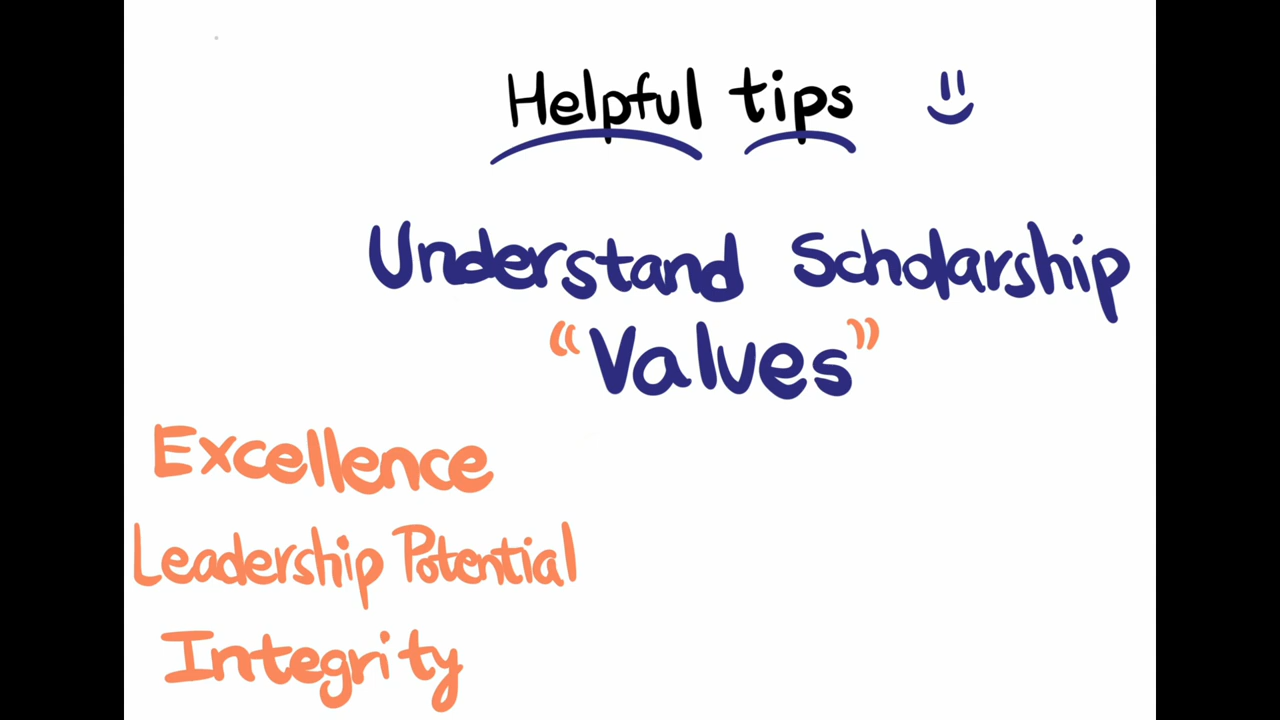 Helpful tips
Understand Scholarship
“Values”
Excellence
Leadership Potential
Integrity